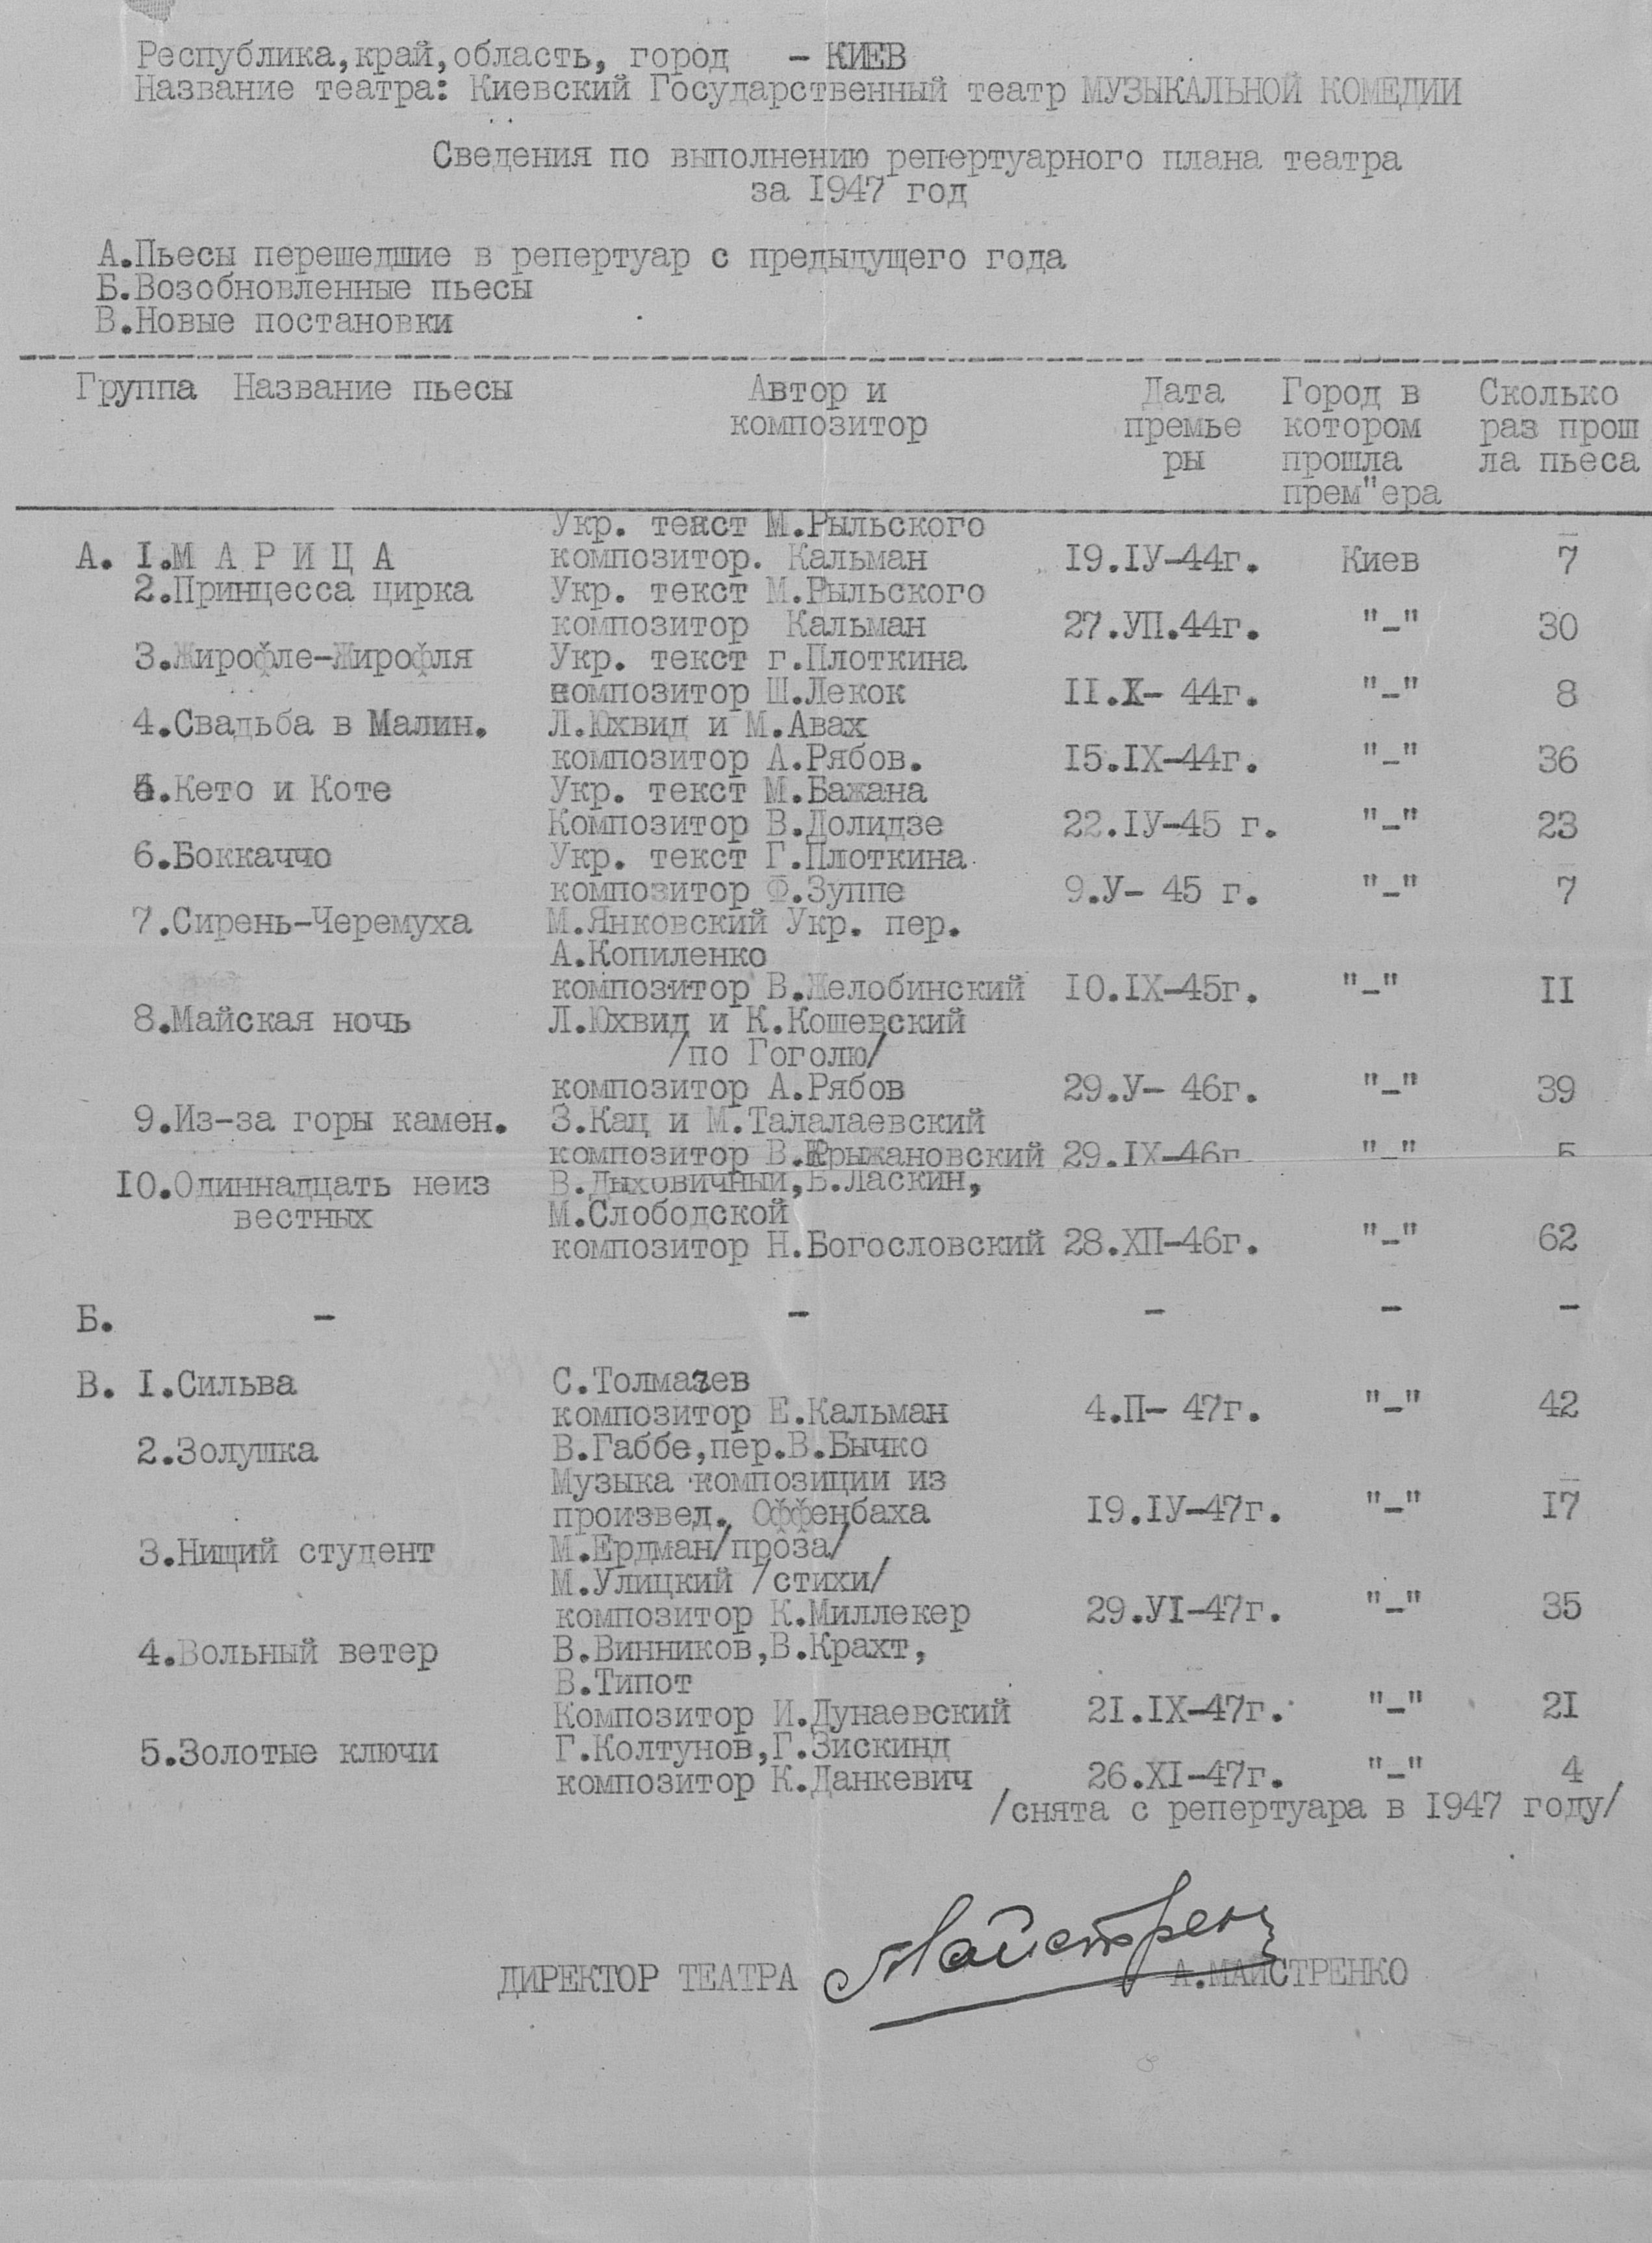 Республика,край,область, город - КИЕВ
Название театра: Киевский Государственный театр МУЗЫКАЛЬНОЙ КОМЕДИИ
Сведения по выполнению репертуарного плана театра
за 1947 год
А.Пьесы перешедшие в репертуар с предыдущего года
Б.Возобновленные пьесы
В.Новые постановки
Группа Название пьесы Автор и Дата Город в Сколько
композитор премье котором раз прош
ры прошла ла пьеса
прем"ера
Укр. текст М.Рыльского
А. I.М А Р И Ц А композитор. Кальман I9.IУ-44г. Киев 7
2.Принцесса цирка Укр. текст М.Рыльского
композитор Кальман 27.УП.44г. "-" 30
3.Жирофле-Жирофля Укр. текст г.Плоткина
композитор Ш.Лекок II.X- 44г. "-" 8
4.Свадьба в Малин. Л.Юхвид и М.Авах
композитор А.Рябов. I5.IX-44г. "-" 36
5.Кето и Коте Укр. текст М.Бажана
Композитор В.Долидзе 22.IУ-45 г. "-" 23
6.Боккаччо Укр. текст Г.Плоткина
композитор Ф.Зуппе 9.У- 45 г. "-" 7
7.Сирень-Черемуха М.Янковский Укр. пер.
А.Копиленко
композитор В.Желобинский I0.IX-45г. "-" II
8.Майская ночь Л.Юхвид и К.Кошевский
/по Гоголю/
композитор А.Рябов 29.У- 46г. "-" 39
9.Из-за горы камен. З.Кац и М.Талалаевский
композитор В.Крыжановский 29.IX-46г "-"
I0.Одиннадцать неиз В.Дыховичный,Б.Ласкин,
вестных М.Слободской
композитор Н.Богословский 28.ХП-46г. "-" 62
Б. - - - - -
В. I.Сильва С.Толмазев
композитор Е.Кальман 4.П- 47г. "-" 42
2.Золушка В.Габбе,пер.В.Бычко
Музыка композиции из
произвед. Оффенбаха I9.IУ-47г. "-" I7
3.Нищий студент М.Ердман/проза/
М.Улицкий /стихи/
композитор К.Миллекер 29.УI-47г. "-" 35
4.Вольный ветер В.Винников,В.Крахт,
В.Типот
Композитор И.Дунаевский 2I.IX-47г. "-" 2I
5.Золотые ключи Г.Колтунов,Г.Зискинд
композитор К.Данкевич 26.XI-47г. "-" 4
/снята с репертуара в I947 году/
ДИРЕКТОР ТЕАТРА Майстрен А.МАЙСТРЕНКО